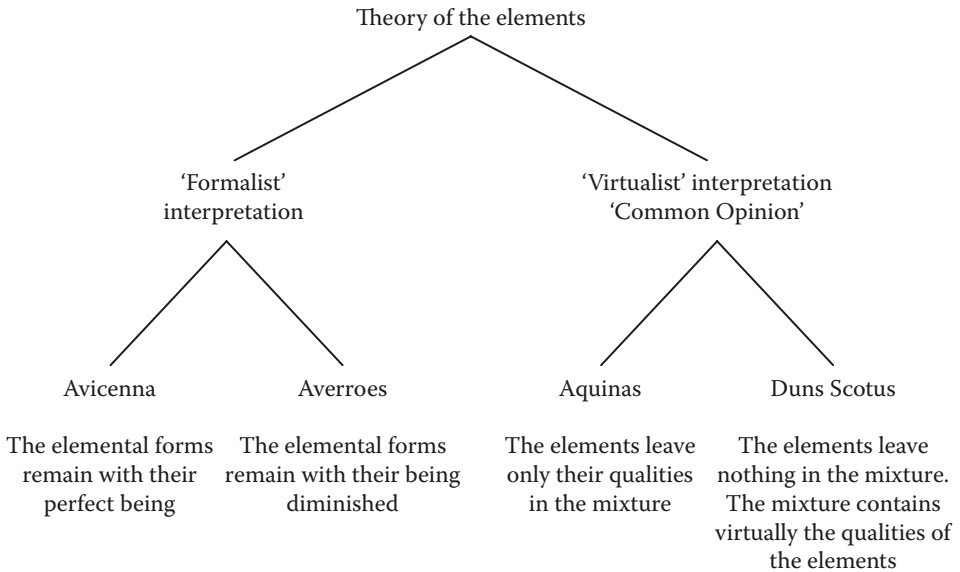 Theory of the elements
‘Formalist’
interpretation
‘Virtualist’ interpretation
‘Common Opinion’
Avicenna
Averroes
Aquinas
Duns Scotus
The elemental forms
remain with their
perfect being
The elemental forms
remain with their being
diminished
The elements leave
only their qualities
in the mixture
The elements leave
nothing in the mixture.
The mixture contains
virtually the qualities of
the elements